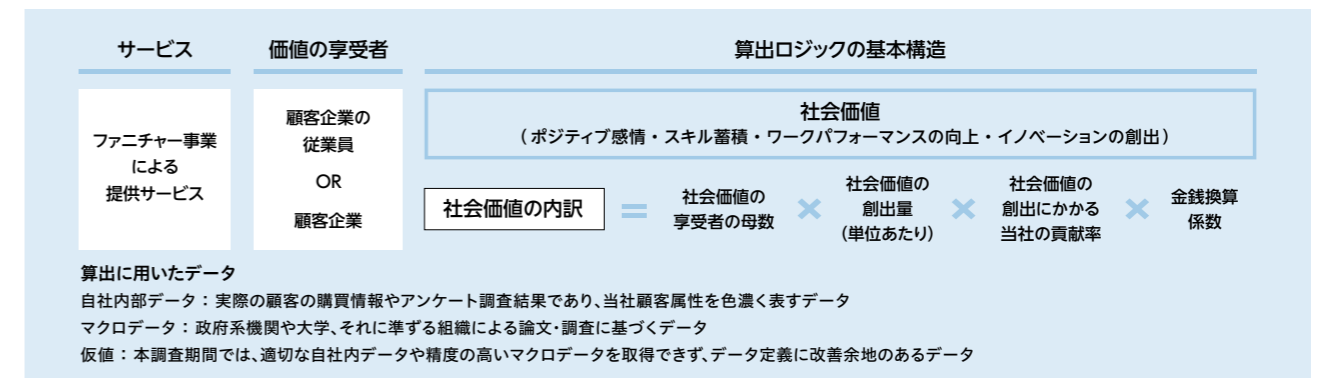 サービス
価値の享受者
算出ロジックの基本構造
ファニチャー事業
による
提供サービス
顧客企業の
従業員
OR
顧客企業
社会価値
（ポジティブ感情・スキル蓄積・ワークパフォーマンスの向上・イノベーションの創出）
社会価値の内訳
＝
社会価値の
享受者の母数
×
社会価値の
創出量
（単位あたり）
×
社会価値の
創出にかかる
当社の貢献率
×
金銭換算
係数
算出に用いたデータ
自社内部データ：実際の顧客の購買情報やアンケート調査結果であり、当社顧客属性を色濃く表すデータ
マクロデータ：政府系機関や大学、それに準ずる組織による論文・調査に基づくデータ
仮値：本調査期間では、適切な自社内データや精度の高いマクロデータを取得できず、データ定義に改善余地のあるデータ